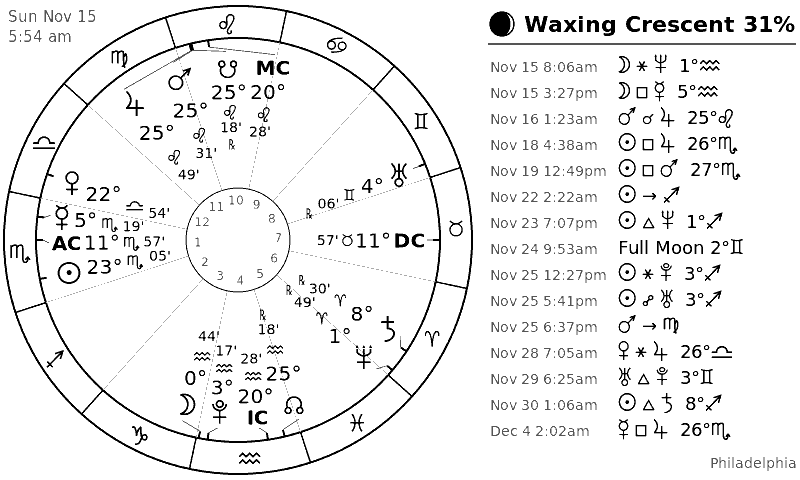 Sun Nov 15
5:54 am
Waxing Crescent 31%
Nov 15 8:06am ☽ ⚹ ♆ 1°♒
Nov 15 3:27pm ☽ □ ☿ 5°♒
Nov 16 1:23am ♂ ☌ ♃ 25°♌
Nov 18 4:38am ☉ □ ♃ 26°♏
Nov 19 12:49pm ☉ □ ♂ 27°♏
Nov 22 2:22am ☉ → ♐
Nov 23 7:07pm ☉ △ ♆ 1°♐
Nov 24 9:53am Full Moon 2°♊
Nov 25 12:27pm ☉ ⚹ ⚘ 3°♐
Nov 25 5:41pm ☉ ☍ ♅ 3°♐
Nov 25 6:37pm ♂ → ♍
Nov 28 7:05am ♀ ⚹ ♃ 26°♎
Nov 29 6:25am ♅ △ ⚘ 3°♊
Nov 30 1:06am ☉ △ ♄ 8°♐
Dec 4 2:02am ☿ □ ♃ 26°♏
Philadelphia
♌
♋
♊
♉
♈
♓
♒
♑
♐
♏
♎
♍
♃ 25° ♌ 49'
♂ 25° ♌ 31'
☋ 25° ♌ 18' ℞
MC 20° ♌ 28'
♅ 4° ♊ 06' ℞
DC 11° ♉ 57'
♄ 8° ♈ 30' ℞
♆ 1° ♈ 49' ℞
☊ 25° ♒ 18' ℞
IC 20° ♒ 28'
⚘ 3° ♒ 17'
☽ 0° ♒ 44'
☉ 23° ♏ 05'
AC 11° ♏ 57'
☿ 5° ♏ 19'
♀ 22° ♎ 54'
1
2
3
4
5
6
7
8
9
10
11
12